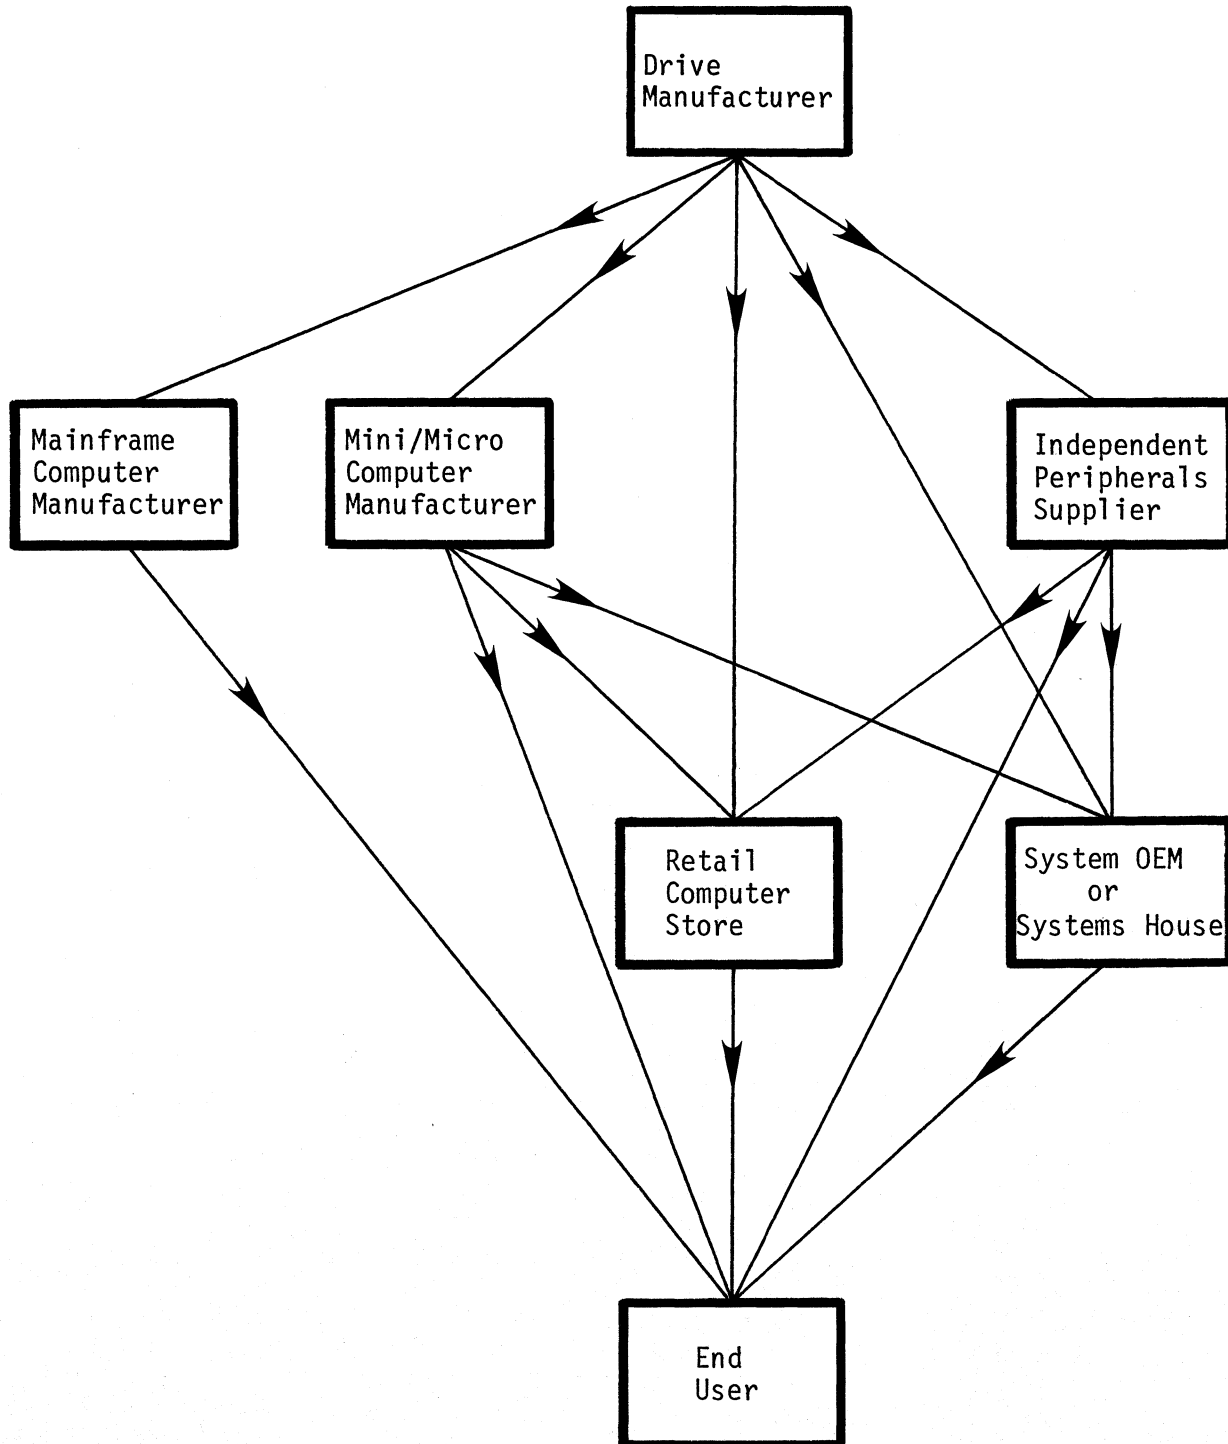 Drive
Manufacturer
Mainframe
Computer
Manufacturer
Mini/Micro
Computer
Manufacturer
Independent
Peripherals
Supplier
Retail
Computer
Store
System OEM
or
Systems House
End
User